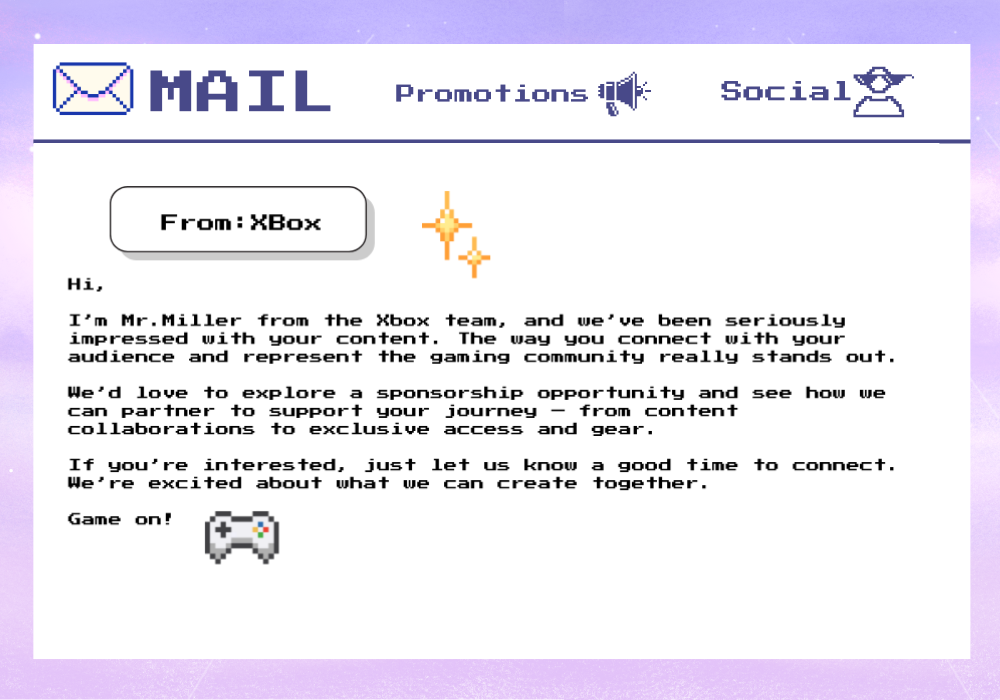 MAIL
Promotions
Social
From:XBox
Hi,
I'm Mr.Miller from the Xbox team, and we've been seriously
impressed with your content. The way you connect with your
audience and represent the gaming community really stands out.
We'd love to explore a sponsorship opportunity and see how we
can partner to support your journey — from content
collaborations to exclusive access and gear.
If you're interested, just let us know a good time to connect.
We're excited about what we can create together.
Game on!